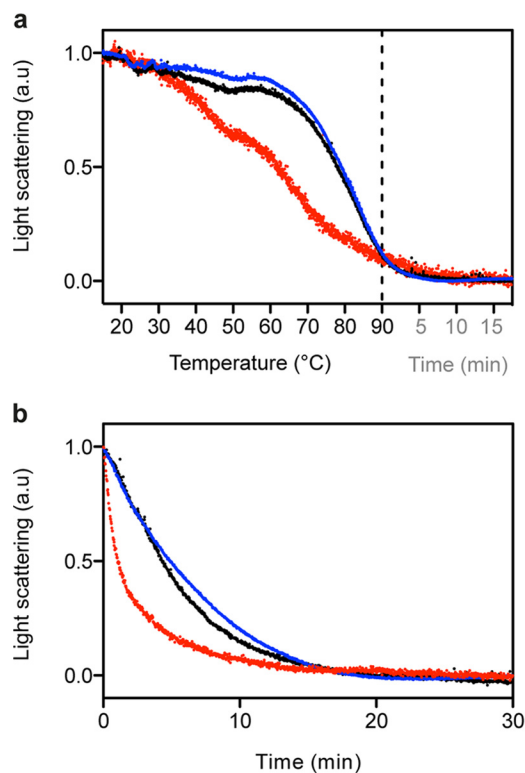 a
Light scattering (a.u)
1.0
0.5
0.0
20 30 40 50 60 70 80 90 5 10 15
Temperature (°C) Time (min)
b
Light scattering (a.u)
1.0
0.5
0.0
0 10 20 30
Time (min)